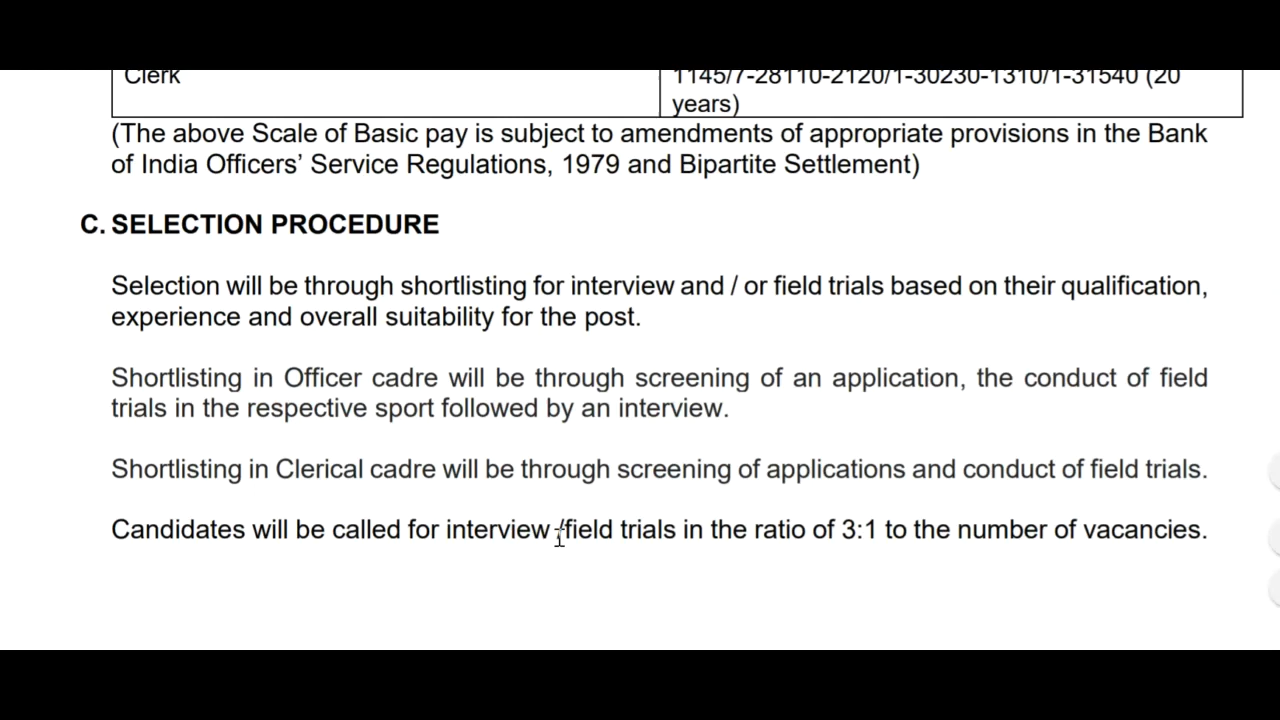 Clerk
1145/7-28110-2120/1-30230-1310/1-31540 (20
years)
(The above Scale of Basic pay is subject to amendments of appropriate provisions in the Bank
of India Officers’ Service Regulations, 1979 and Bipartite Settlement)
C. SELECTION PROCEDURE
Selection will be through shortlisting for interview and / or field trials based on their qualification,
experience and overall suitability for the post.
Shortlisting in Officer cadre will be through screening of an application, the conduct of field
trials in the respective sport followed by an interview.
Shortlisting in Clerical cadre will be through screening of applications and conduct of field trials.
Candidates will be called for interview /field trials in the ratio of 3:1 to the number of vacancies.